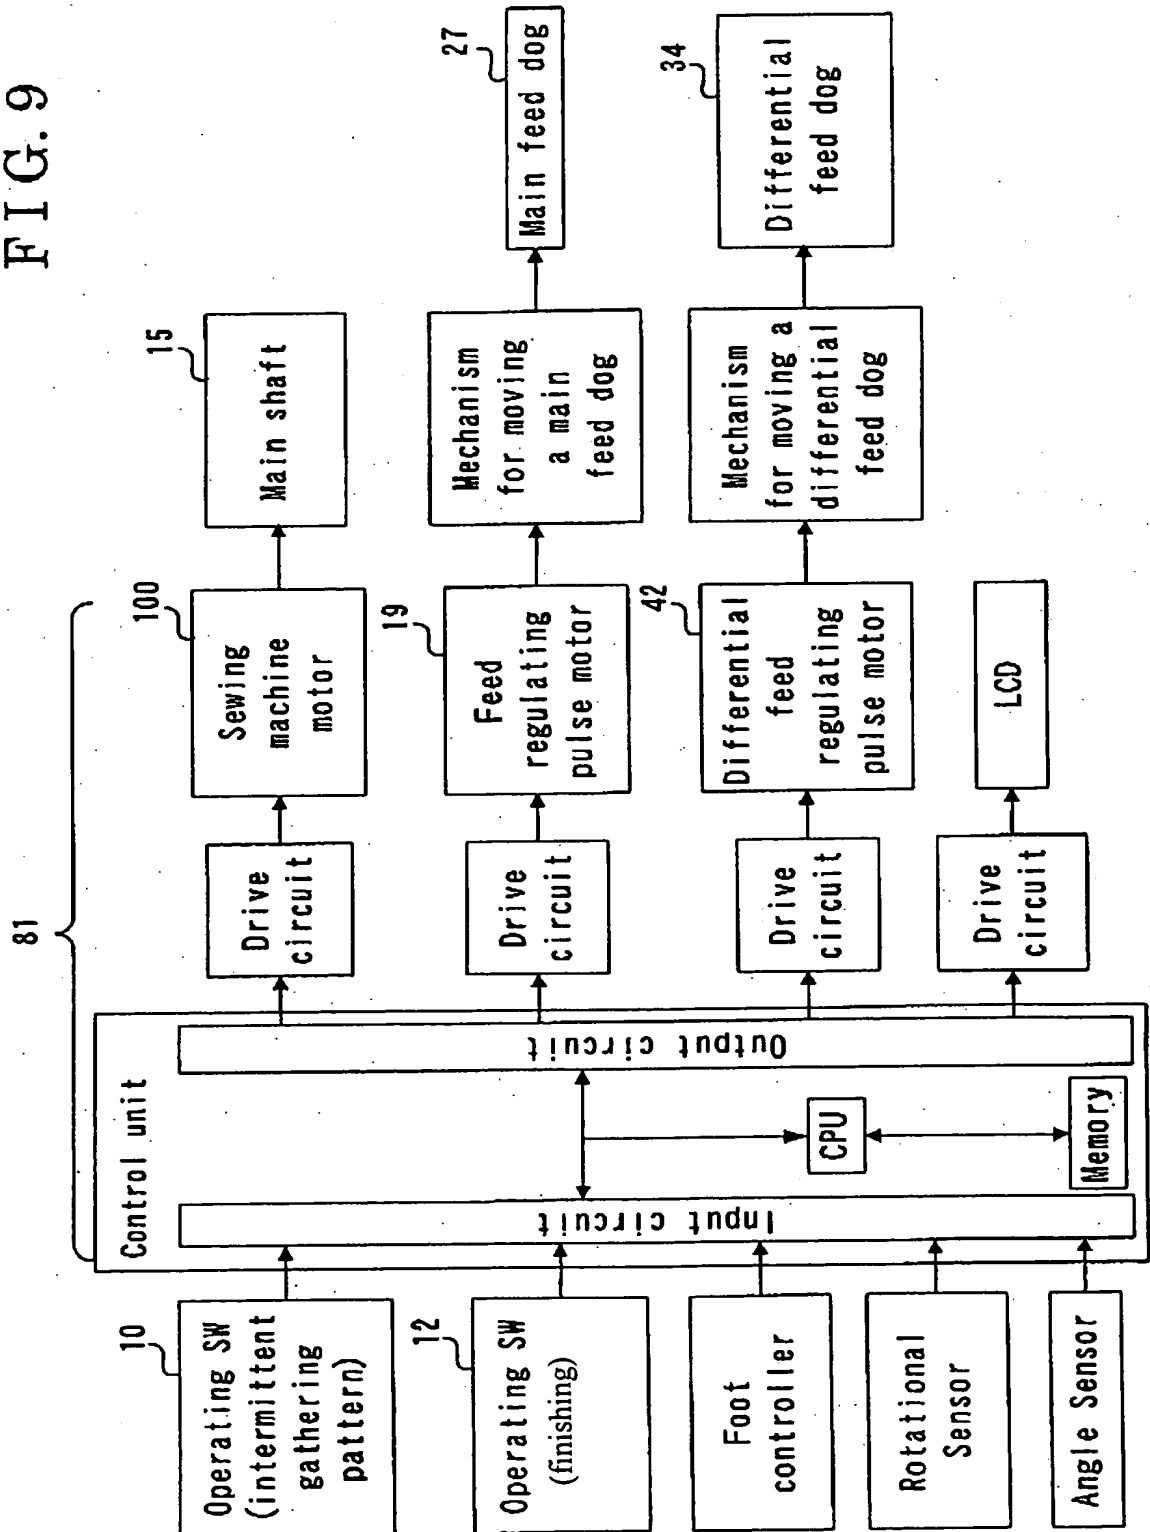 FIG. 9
81
Control unit
Input circuit
Output circuit
CPU
Memory
10
Operating SW
(intermittent
gathering
pattern)
12
Operating SW
(finishing)
Foot
controller
Rotational
Sensor
Angle Sensor
Drive
circuit
100
Sewing
machine
motor
15
Main shaft
Drive
circuit
19
Feed
regulating
pulse motor
Mechanism
for moving
a main
feed dog
27
Main feed dog
Drive
circuit
42
Differential
feed
regulating
pulse motor
Mechanism
for moving a
differential
feed dog
34
Differential
feed dog
Drive
circuit
LCD